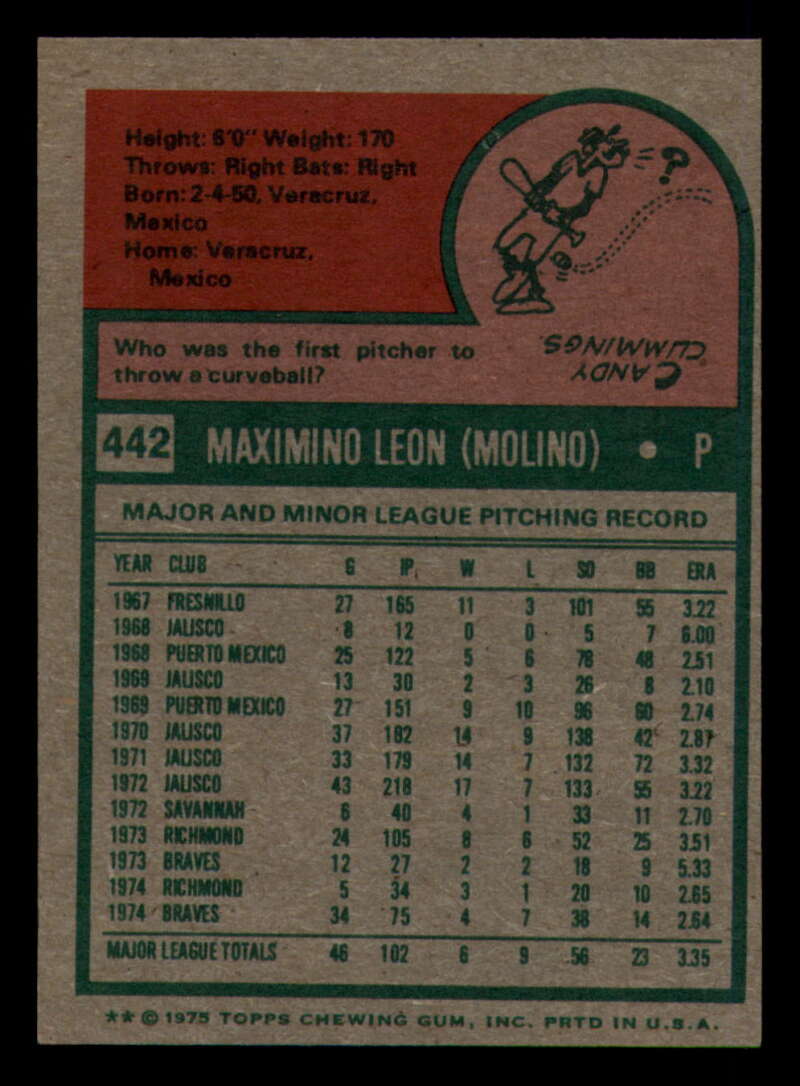 Height: 6'0" Weight: 170
Throws: Right Bats: Right
Born: 2-4-50, Veracruz,
Mexico
Home: Veracruz,
Mexico
?
Who was the first pitcher to
throw a curveball?
CANDY
CUMMINGS
442 MAXIMINO LEON (MOLINO) • P
MAJOR AND MINOR LEAGUE PITCHING RECORD
YEAR CLUB G IP. W L SO BB ERA
1967 FRESNILLO 27 165 11 3 101 55 3.22
1968 JALISCO 8 12 0 0 5 7 6.00
1968 PUERTO MEXICO 25 122 5 6 78 48 2.51
1969 JALISCO 13 30 2 3 26 8 2.10
1969 PUERTO MEXICO 27 151 9 10 96 60 2.74
1970 JALISCO 37 182 14 9 138 42 2.87
1971 JALISCO 33 179 14 7 132 72 3.32
1972 JALISCO 43 218 17 7 133 55 3.22
1972 SAVANNAH 6 40 4 1 33 11 2.70
1973 RICHMOND 24 105 8 6 52 25 3.51
1973 BRAVES 12 27 2 2 18 9 5.33
1974 RICHMOND 5 34 3 1 20 10 2.65
1974 BRAVES 34 75 4 7 38 14 2.64
MAJOR LEAGUE TOTALS 46 102 6 9 56 23 3.35
** © 1975 TOPPS CHEWING GUM, INC. PRTD IN U.S.A.